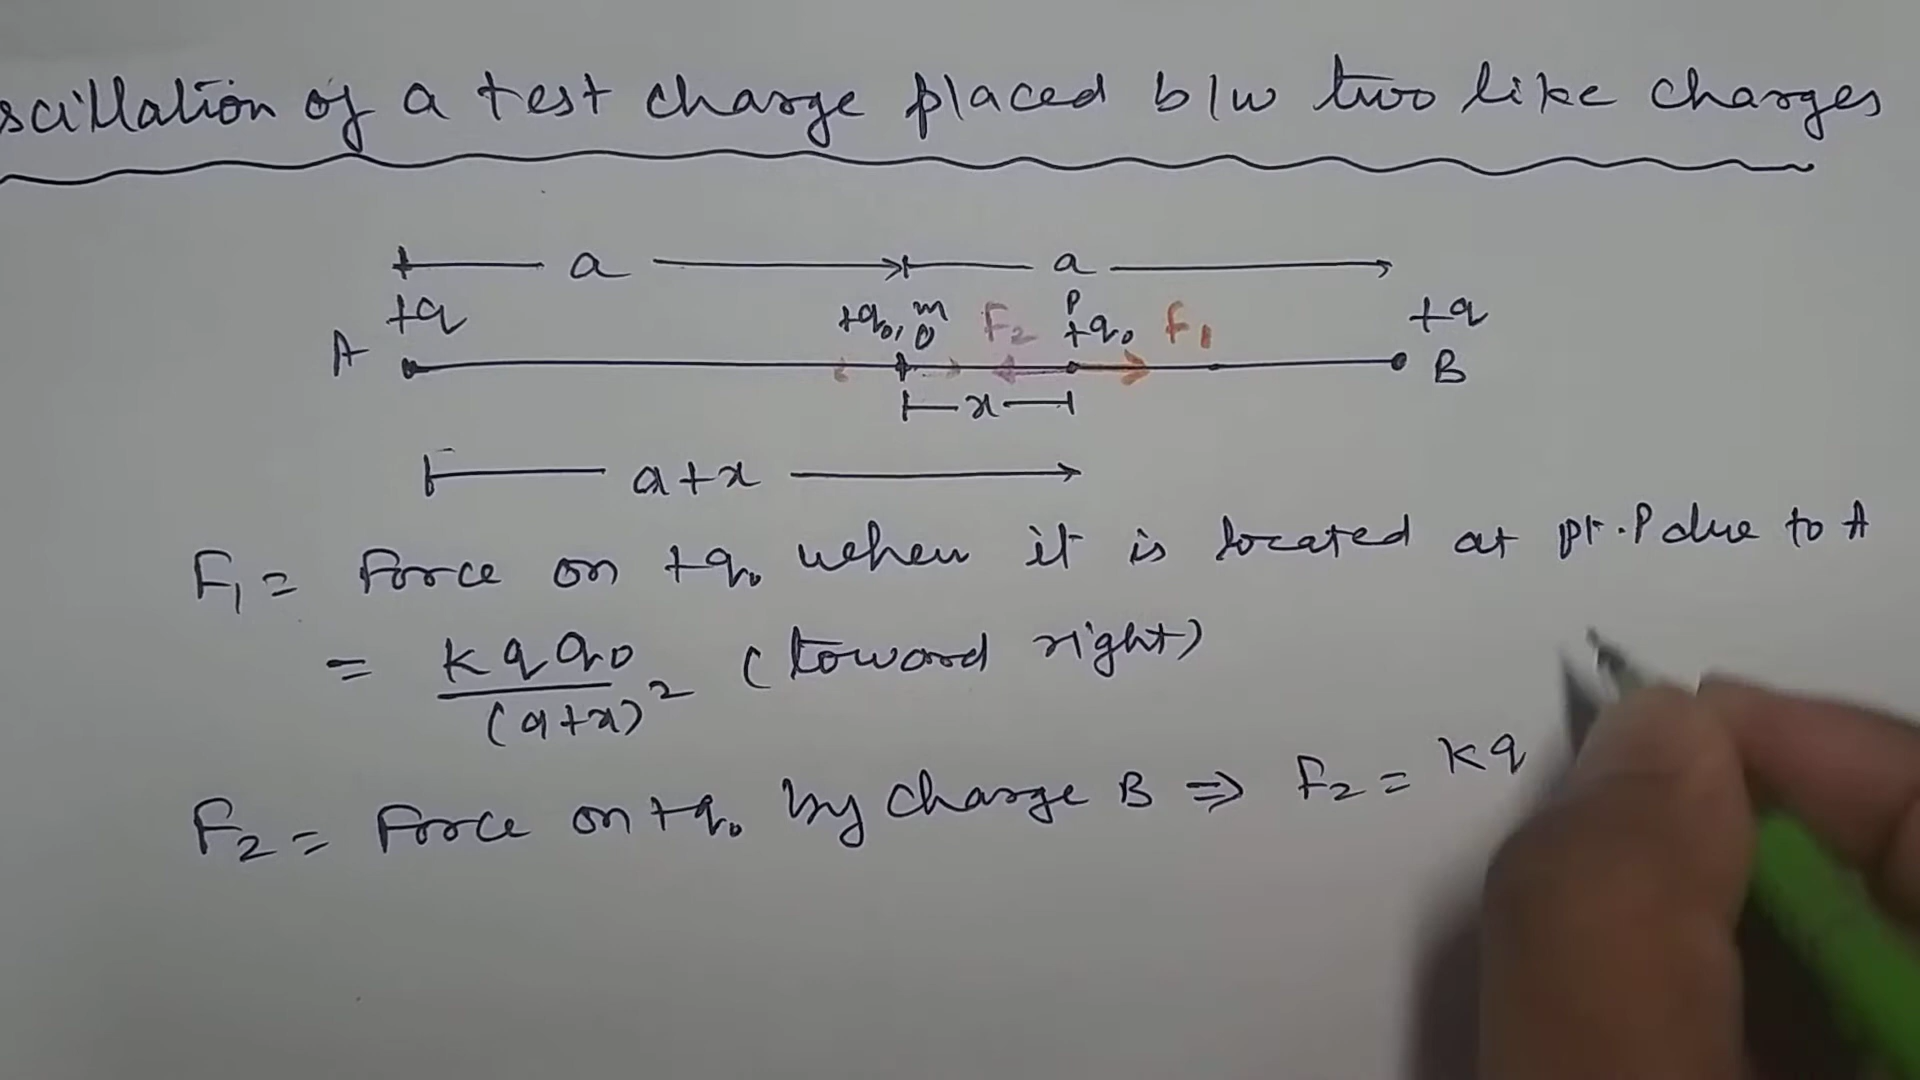 scillation of a test charge placed b/w two like charges
a a
+q +q₀, m F₂ P +q₀ F₁ +q
A O B
x
a+x
F₁ = Force on +q₀ when it is located at pt. P due to A
= Kqq₀/(a+x)² (toward right)
F₂ = Force on +q₀ by charge B ⇒ F₂ = Kq